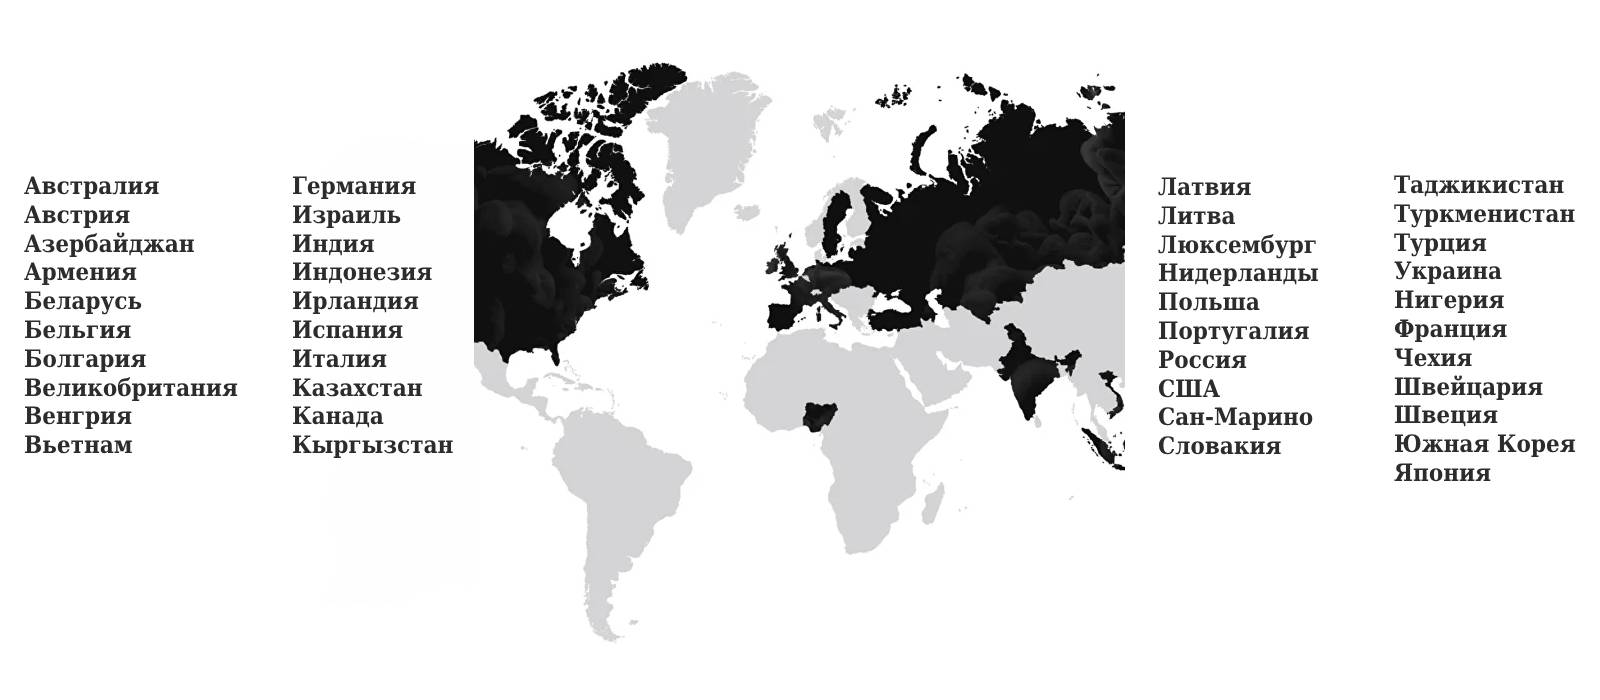 Австралия
Австрия
Азербайджан
Армения
Беларусь
Бельгия
Болгария
Великобритания
Венгрия
Вьетнам
Германия
Израиль
Индия
Индонезия
Ирландия
Испания
Италия
Казахстан
Канада
Кыргызстан
Латвия
Литва
Люксембург
Нидерланды
Польша
Португалия
Россия
США
Сан-Марино
Словакия
Таджикистан
Туркменистан
Турция
Украина
Нигерия
Франция
Чехия
Швейцария
Швеция
Южная Корея
Япония